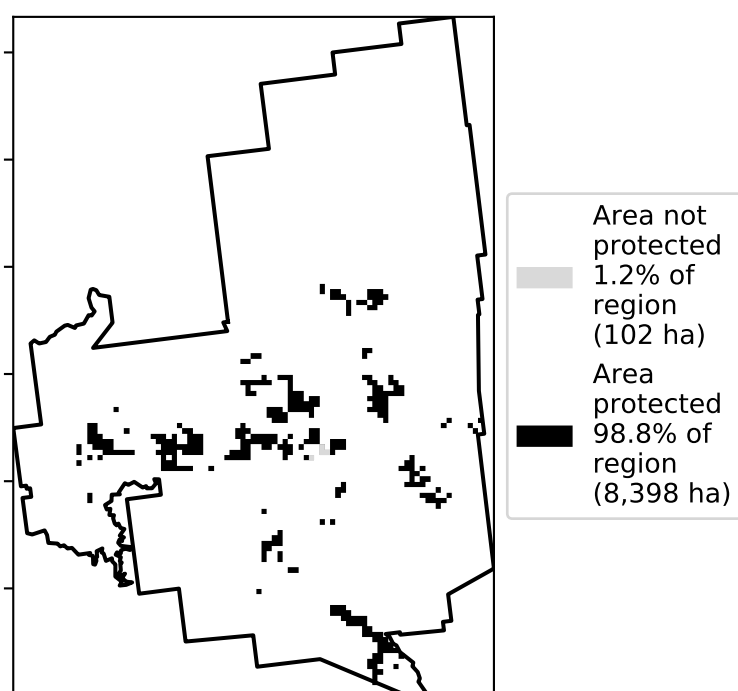 Area not
protected
1.2% of
region
(102 ha)
Area
protected
98.8% of
region
(8,398 ha)